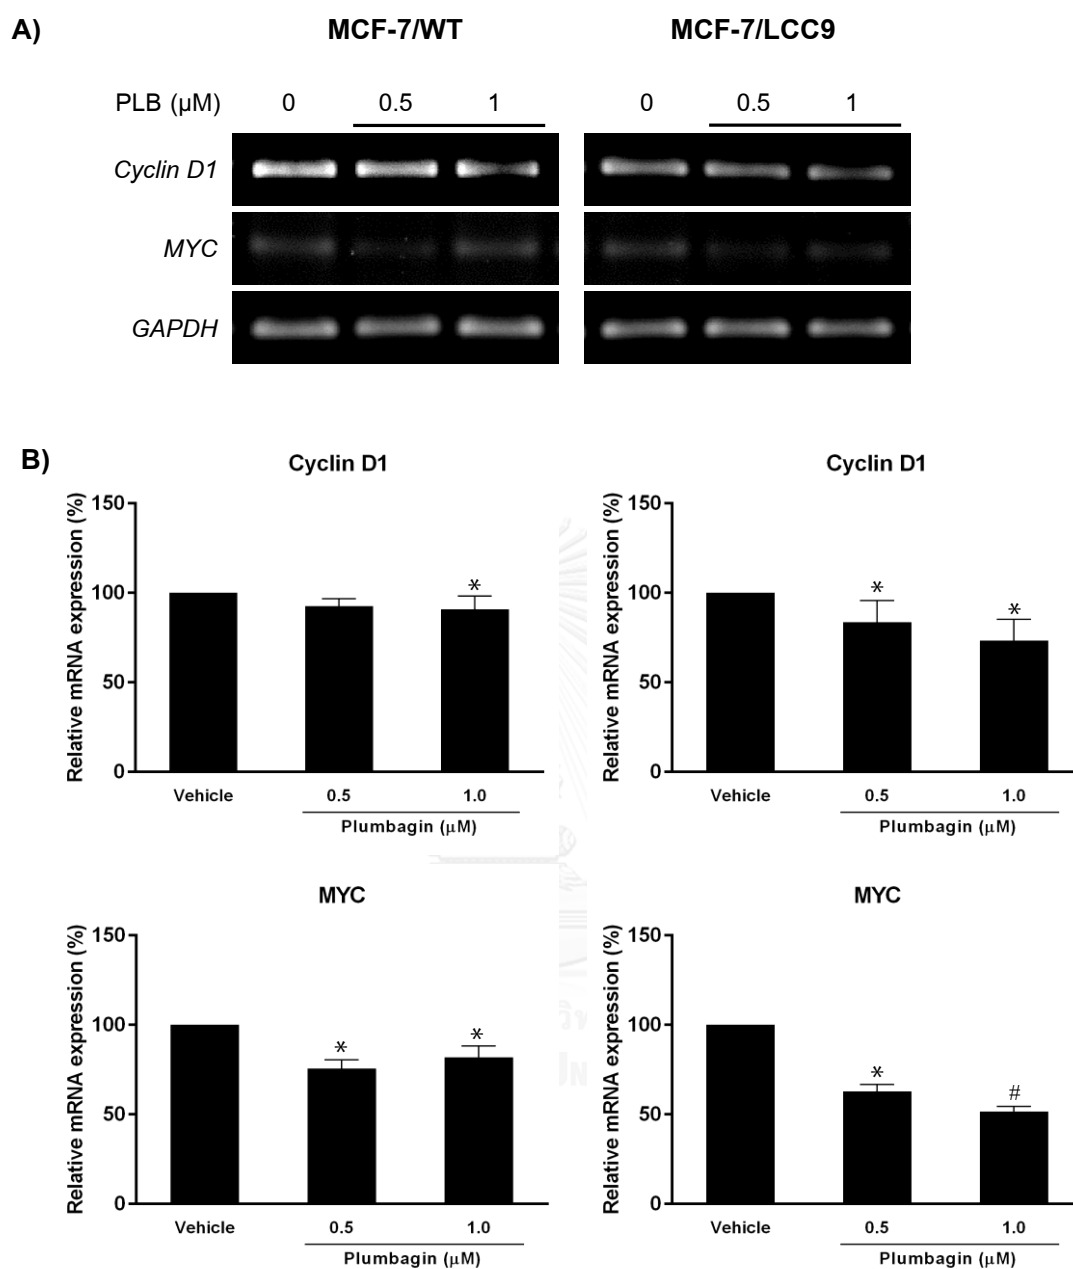 A)
MCF-7/WT MCF-7/LCC9
PLB (µM) 0 0.5 1 0 0.5 1
Cyclin D1
MYC
GAPDH
B)
Cyclin D1
Relative mRNA expression (%)
150
100
50
0
*
Vehicle 0.5 1.0
Plumbagin (µM)
Cyclin D1
Relative mRNA expression (%)
150
100
50
0
* *
Vehicle 0.5 1.0
Plumbagin (µM)
MYC
Relative mRNA expression (%)
150
100
50
0
* *
Vehicle 0.5 1.0
Plumbagin (µM)
MYC
Relative mRNA expression (%)
150
100
50
0
* #
Vehicle 0.5 1.0
Plumbagin (µM)